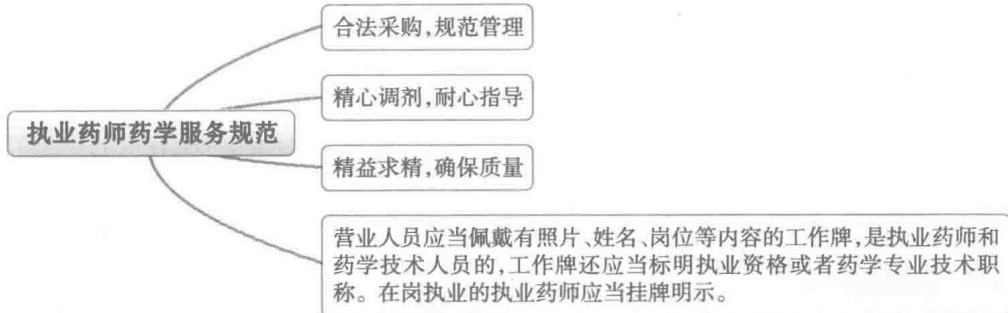 合法采购,规范管理
精心调剂,耐心指导
执业药师药学服务规范
精益求精,确保质量
营业人员应当佩戴有照片、姓名、岗位等内容的工作牌,是执业药师和
药学技术人员的,工作牌还应当标明执业资格或者药学专业技术职
称。在岗执业的执业药师应当挂牌明示。